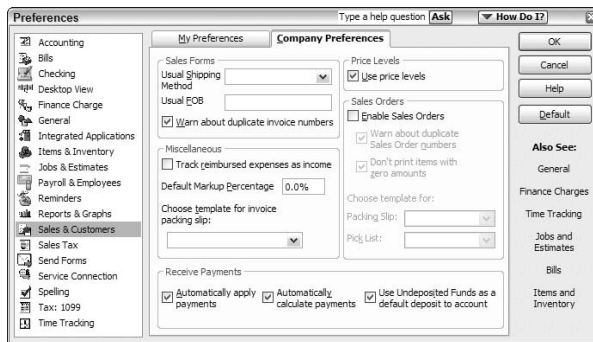 Preferences
Type a help question Ask How Do I?
Accounting
Bills
Checking
Desktop View
Finance Charge
General
Integrated Applications
Items & Inventory
Jobs & Estimates
Payroll & Employees
Reminders
Reports & Graphs
Sales & Customers
Sales Tax
Send Forms
Service Connection
Spelling
Tax: 1099
Time Tracking
My Preferences
Company Preferences
Sales Forms
Usual Shipping
Method
Usual FOB
Warn about duplicate invoice numbers
Miscellaneous
Track reimbursed expenses as income
Default Markup Percentage 0.0%
Choose template for invoice
packing slip:
Price Levels
Use price levels
Sales Orders
Enable Sales Orders
Warn about duplicate
Sales Order numbers
Don't print items with
zero amounts
Choose template for:
Packing Slip:
Pick List:
Receive Payments
Automatically apply
payments
Automatically
calculate payments
Use Undeposited Funds as a
default deposit to account
OK
Cancel
Help
Default
Also See:
General
Finance Charges
Time Tracking
Jobs and
Estimates
Bills
Items and
Inventory